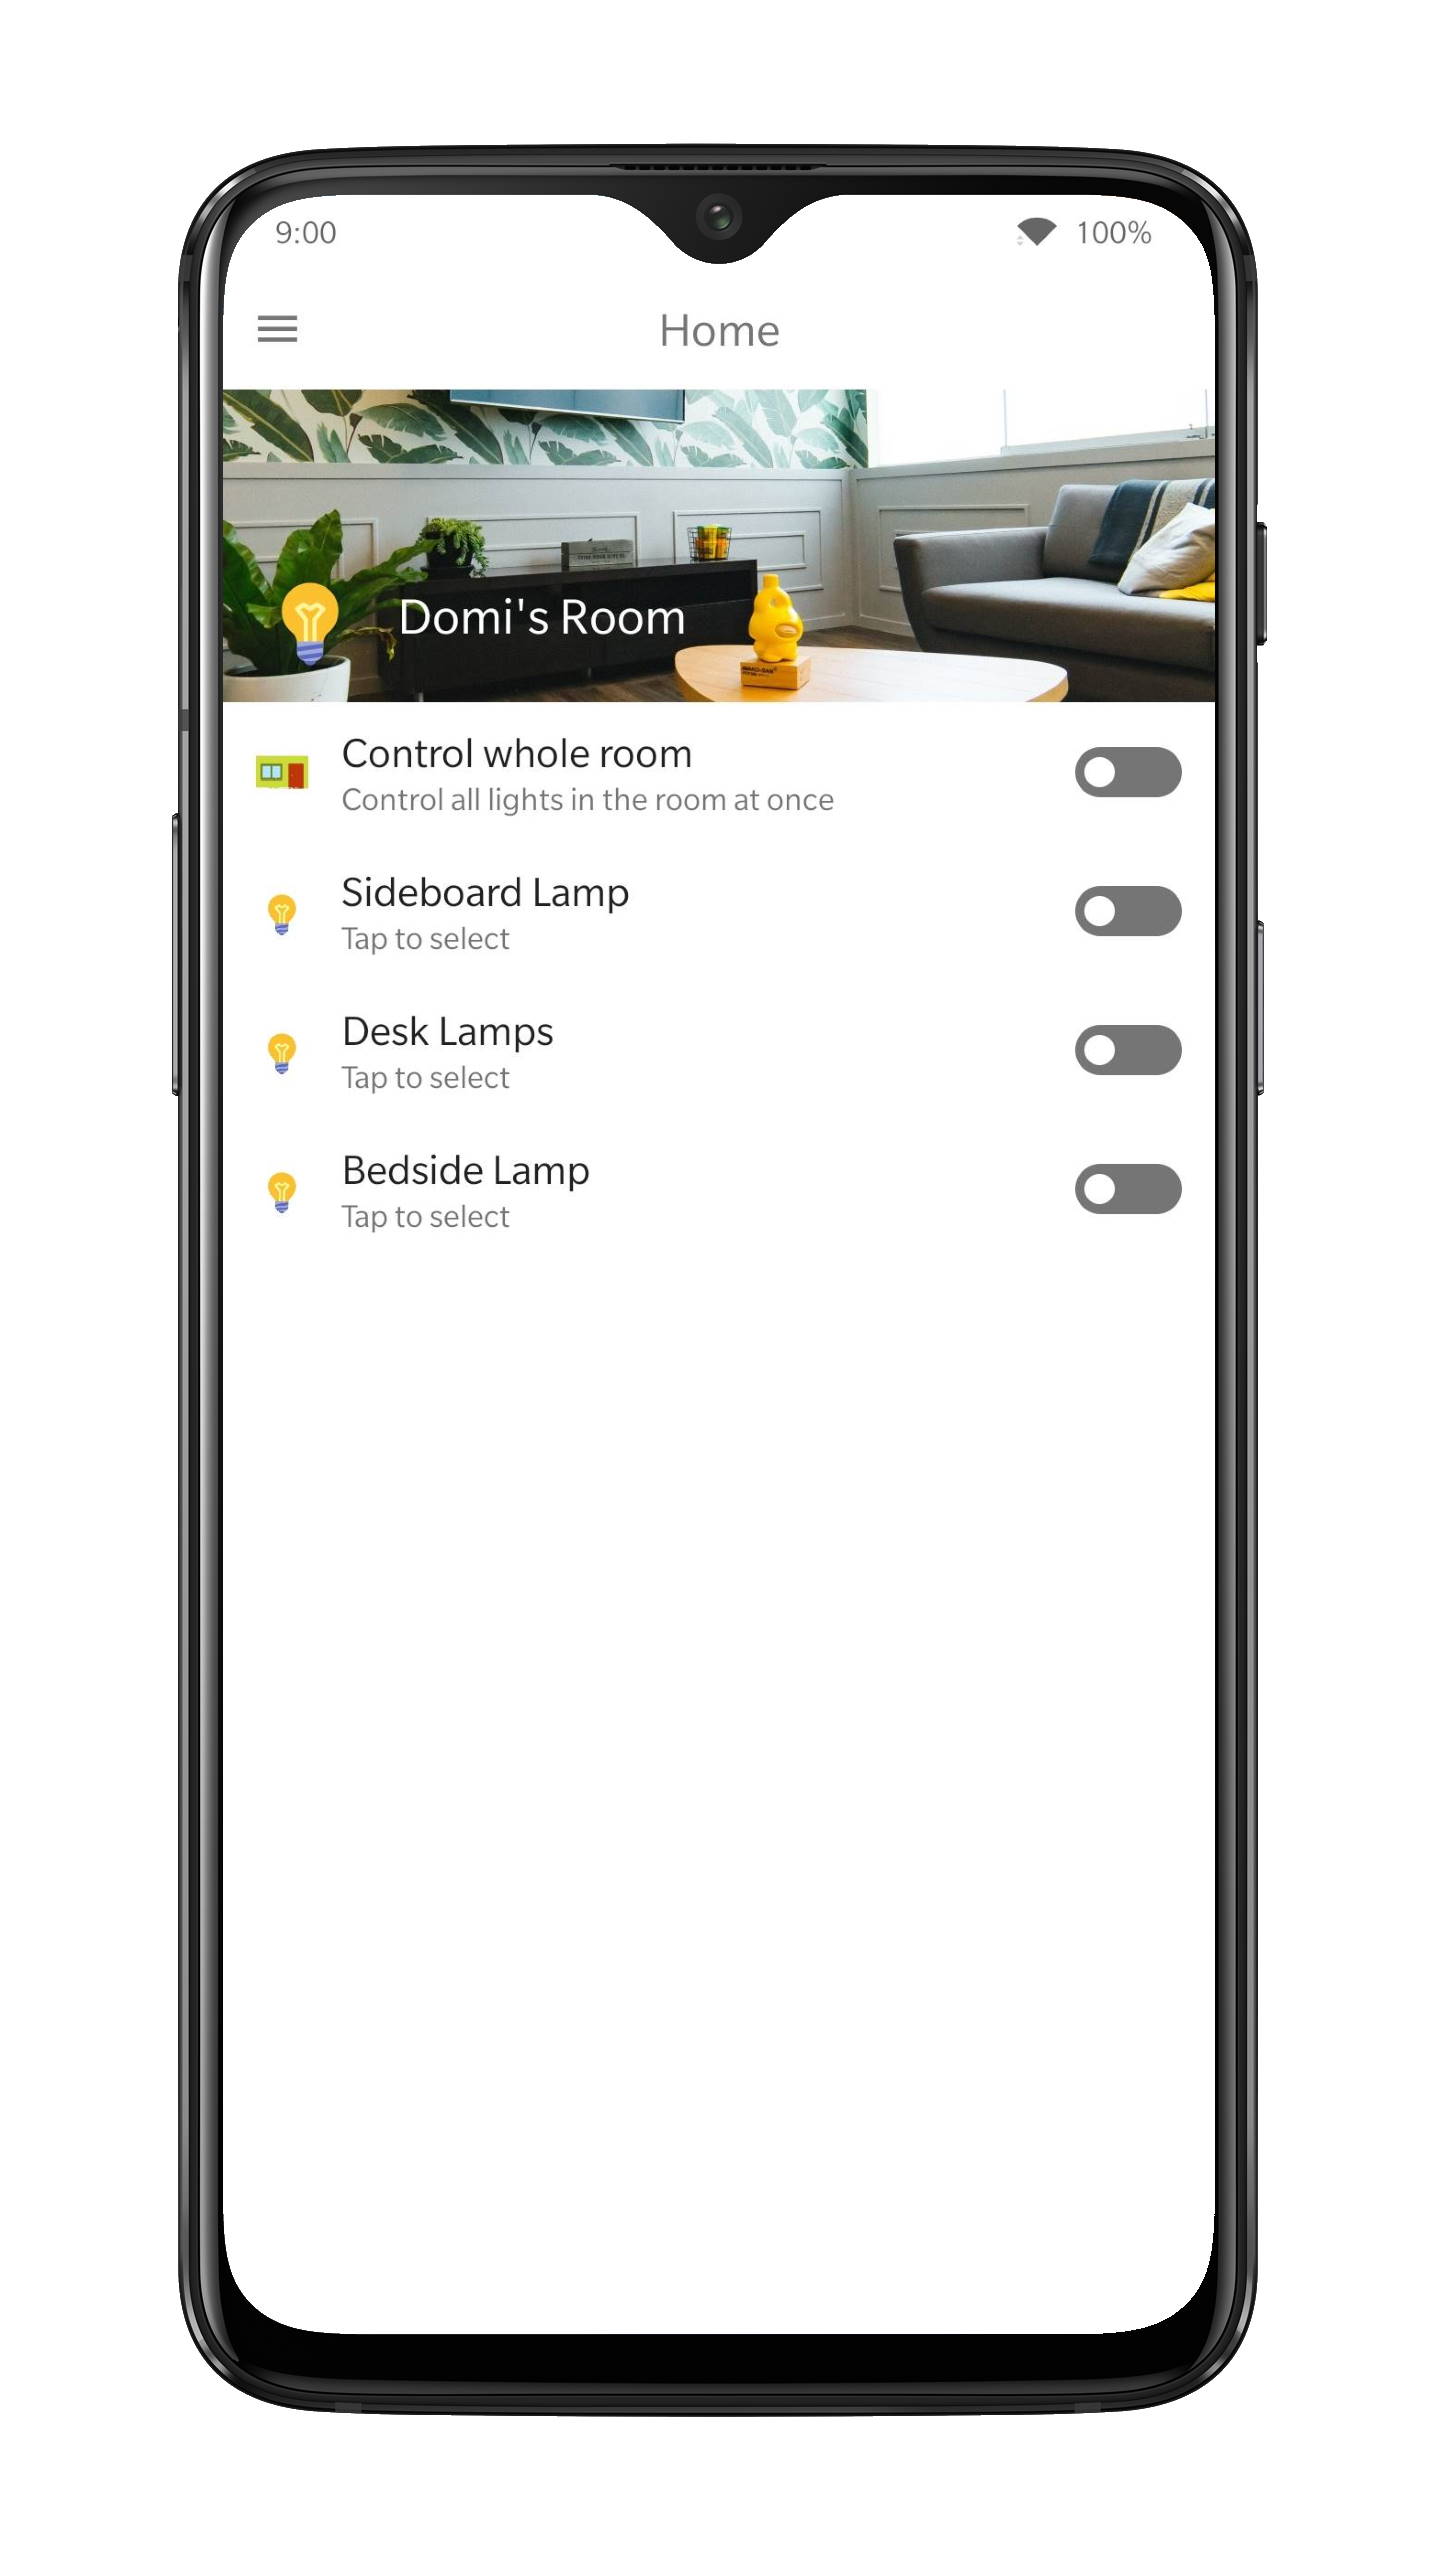 9:00
100%
Home
Domi's Room
Control whole room
Control all lights in the room at once
Sideboard Lamp
Tap to select
Desk Lamps
Tap to select
Bedside Lamp
Tap to select